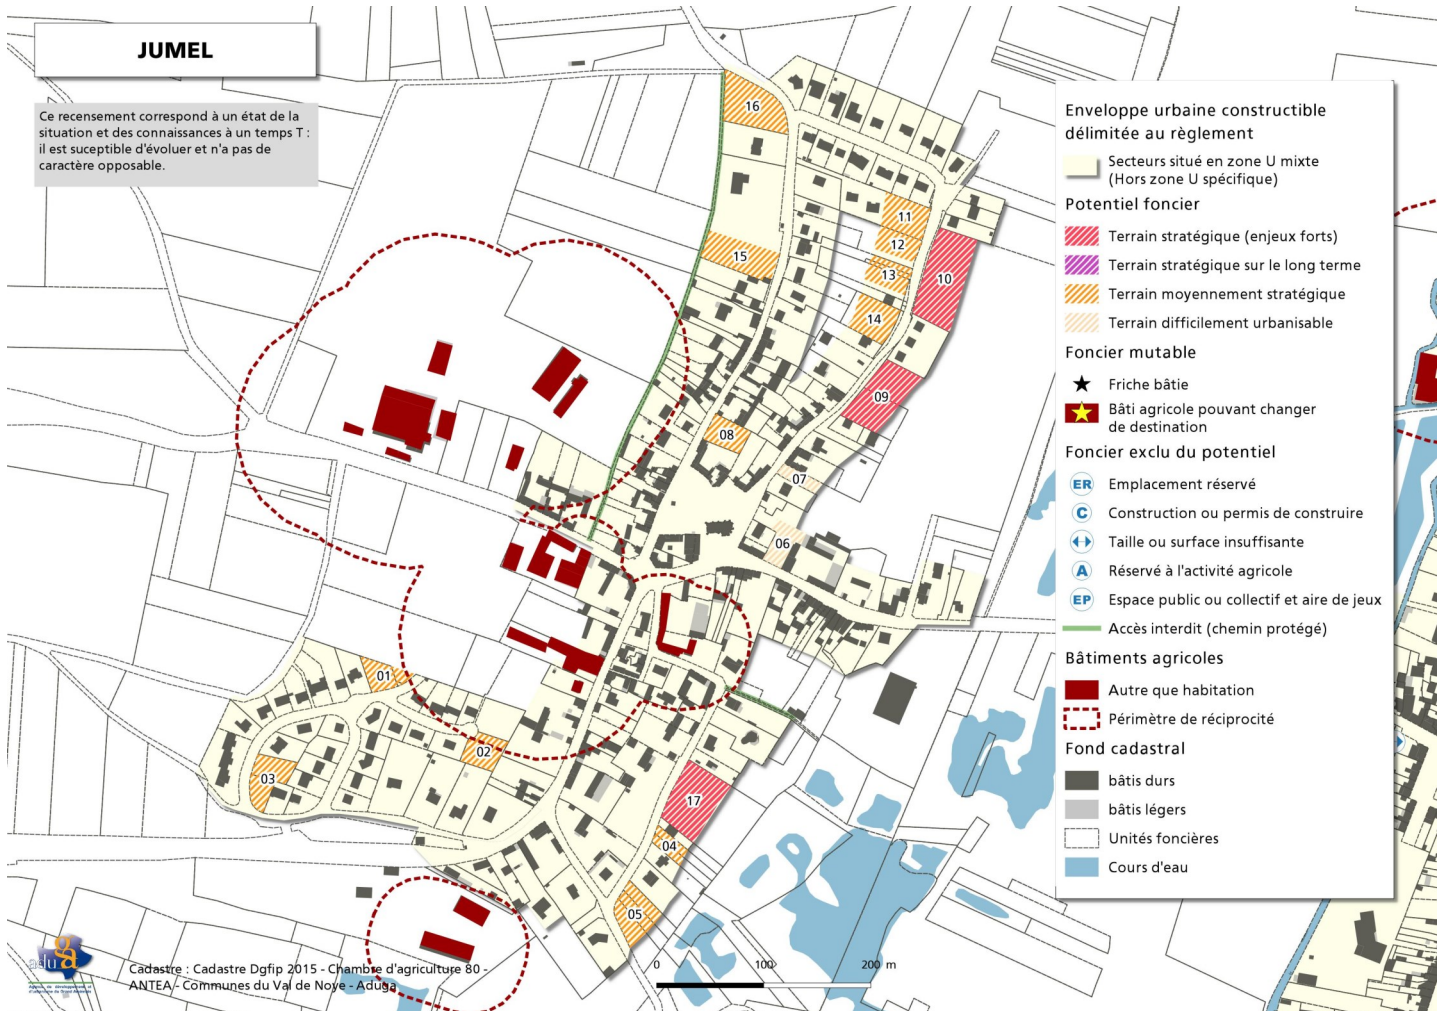 JUMEL
Ce recensement correspond à un état de la
situation et des connaissances à un temps T :
il est suceptible d'évoluer et n'a pas de
caractère opposable.
16
11
12
15
13
10
14
09
08
07
06
01
02
03
17
04
05
Enveloppe urbaine constructible
délimitée au règlement
Secteurs situé en zone U mixte
(Hors zone U spécifique)
Potentiel foncier
Terrain stratégique (enjeux forts)
Terrain stratégique sur le long terme
Terrain moyennement stratégique
Terrain difficilement urbanisable
Foncier mutable
Friche bâtie
Bâti agricole pouvant changer
de destination
Foncier exclu du potentiel
ER Emplacement réservé
C Construction ou permis de construire
Taille ou surface insuffisante
A Réservé à l'activité agricole
EP Espace public ou collectif et aire de jeux
Accès interdit (chemin protégé)
Bâtiments agricoles
Autre que habitation
Périmètre de réciprocité
Fond cadastral
bâtis durs
bâtis légers
Unités foncières
Cours d'eau
0 100 200 m
aduga
Cadastre : Cadastre Dgfip 2015 - Chambre d'agriculture 80 -
ANTEA - Communes du Val de Noye - Aduga